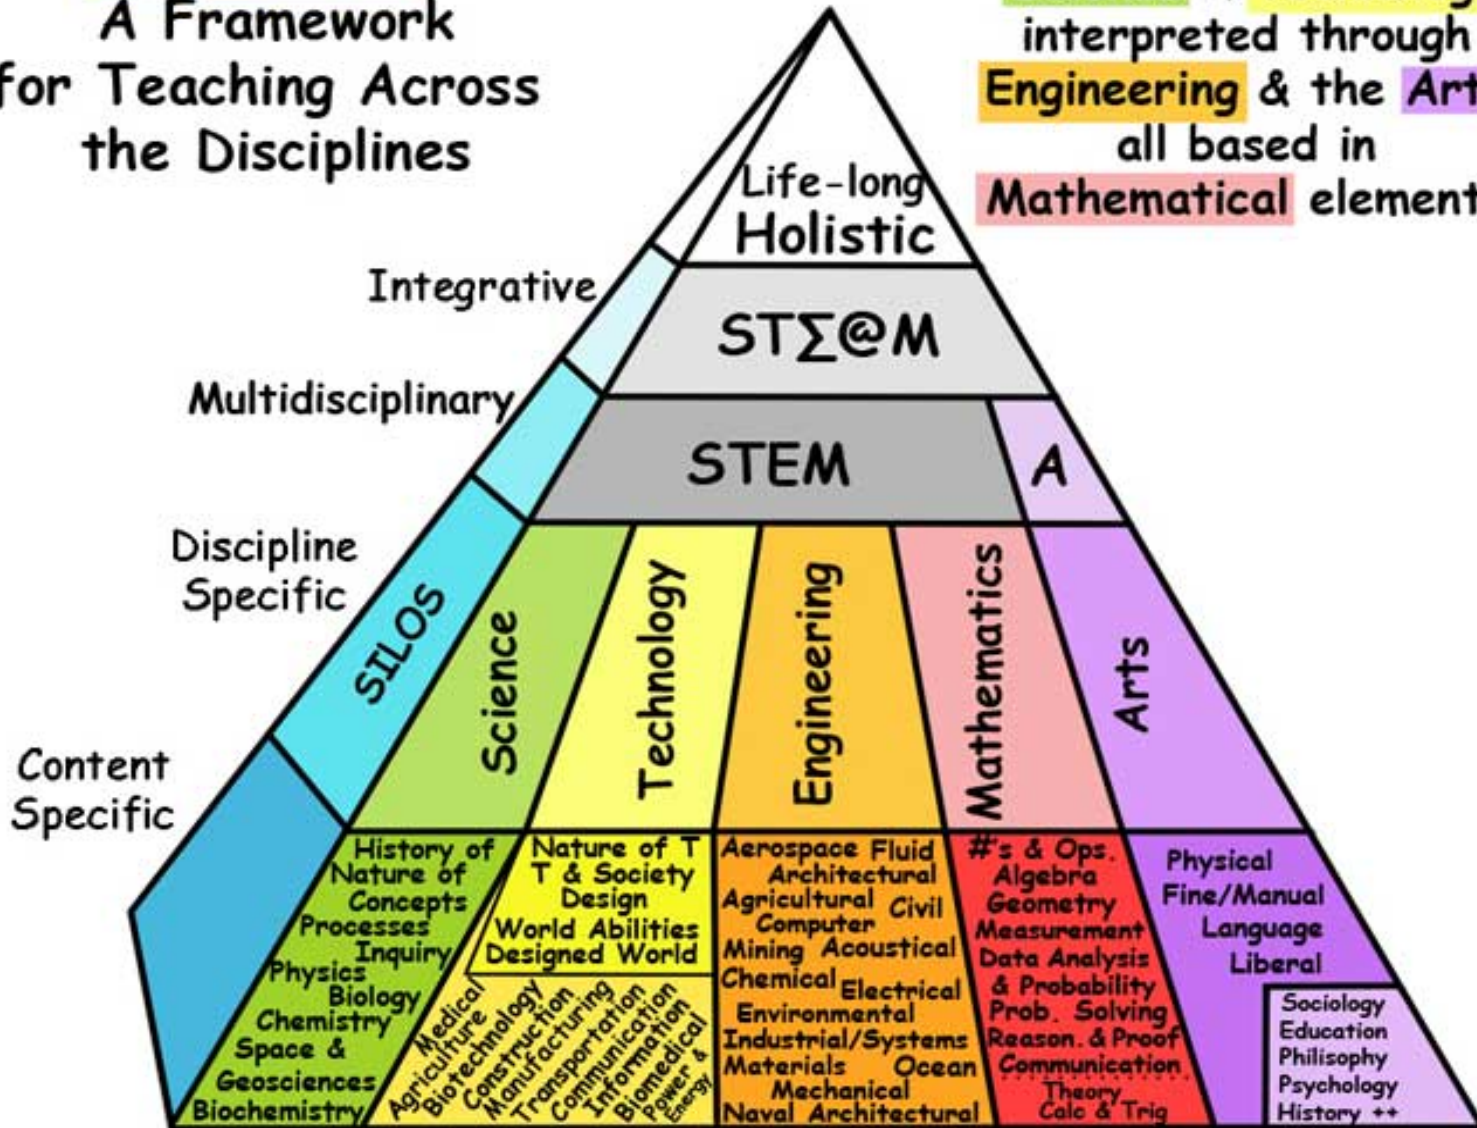 A Framework
for Teaching Across
the Disciplines
interpreted through
Engineering & the Art
all based in
Mathematical element
Life-long
Holistic
Integrative
STΣ@M
Multidisciplinary
STEM
A
Discipline
Specific
SILOS
Science
Technology
Engineering
Mathematics
Arts
Content
Specific
History of
Nature of
Concepts
Processes
Inquiry
Physics
Biology
Chemistry
Space &
Geosciences
Biochemistry
Nature of T
T & Society
Design
World Abilities
Designed World
Medical
Agriculture
Biotechnology
Construction
Manufacturing
Transportation
Communication
Information
Biomedical
Power &
Energy
Aerospace Fluid
Architectural
Agricultural Civil
Computer
Mining Acoustical
Chemical Electrical
Environmental
Industrial/Systems
Materials Ocean
Mechanical
Naval Architectural
#'s & Ops.
Algebra
Geometry
Measurement
Data Analysis
& Probability
Prob. Solving
Reason. & Proof
Communication
Theory
Calc & Trig
Physical
Fine/Manual
Language
Liberal
Sociology
Education
Philisophy
Psychology
History ++